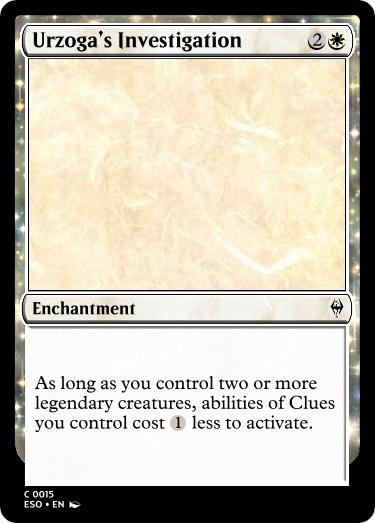 Urzoga's Investigation 2
Enchantment
As long as you control two or more
legendary creatures, abilities of Clues
you control cost 1 less to activate.
C 0015
ESO • EN